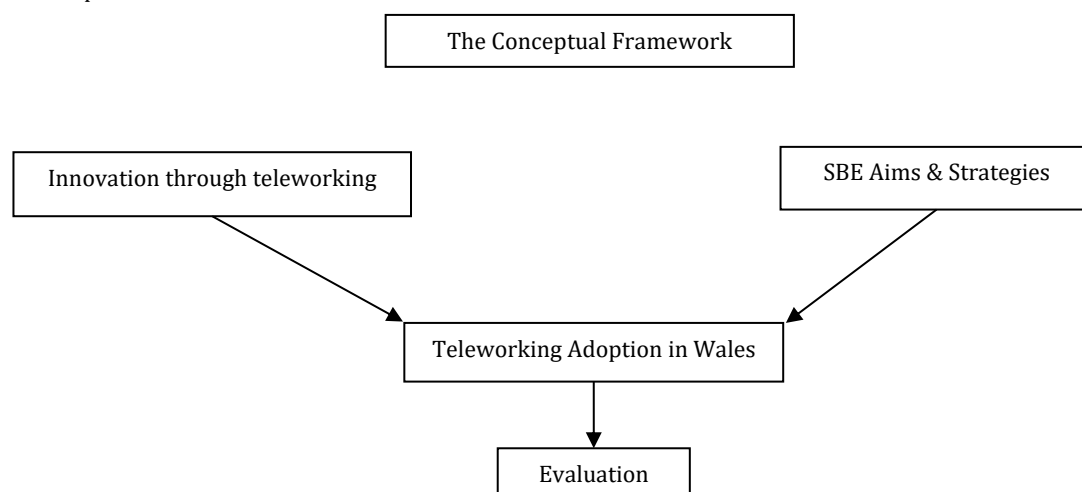 The Conceptual Framework
Innovation through teleworking
SBE Aims & Strategies
Teleworking Adoption in Wales
Evaluation